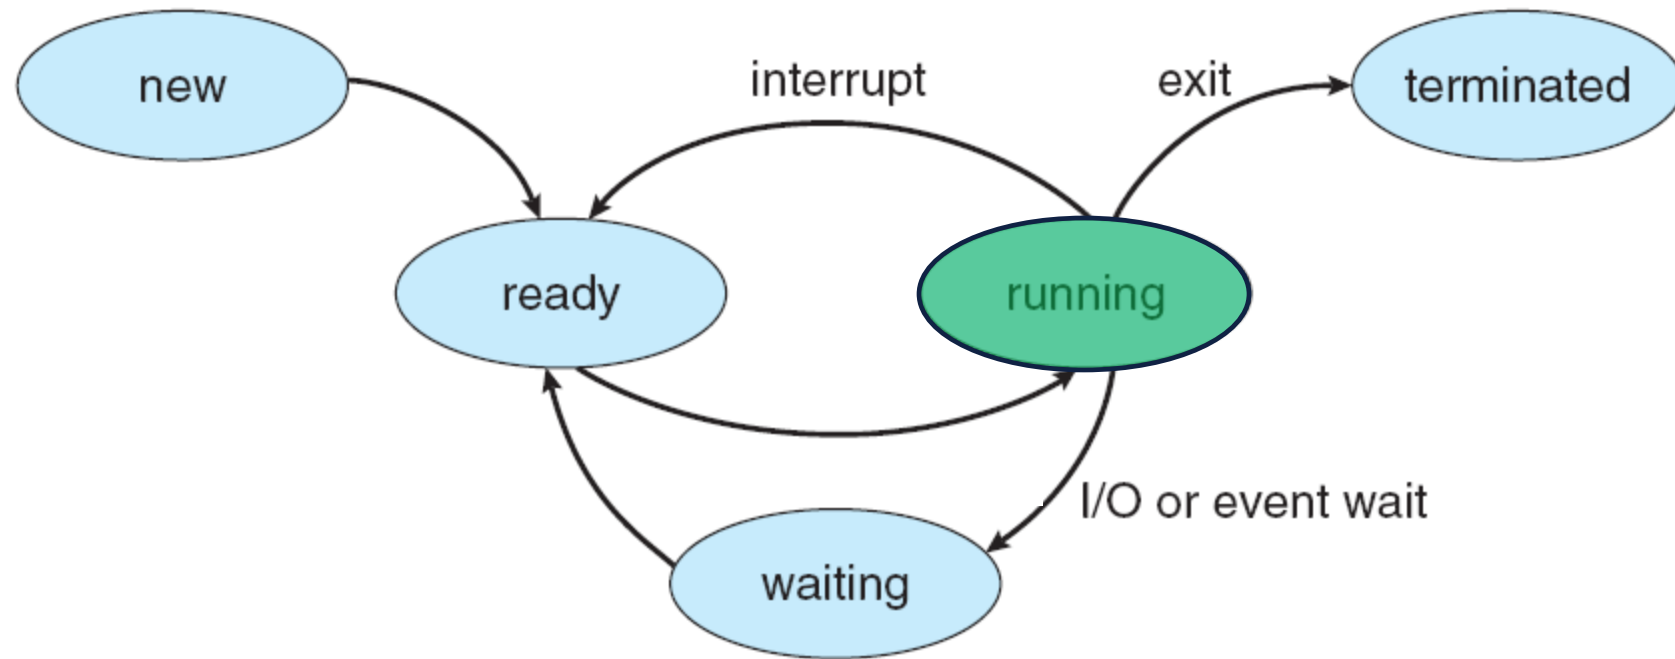 new
interrupt
exit
terminated
ready
running
I/O or event wait
waiting